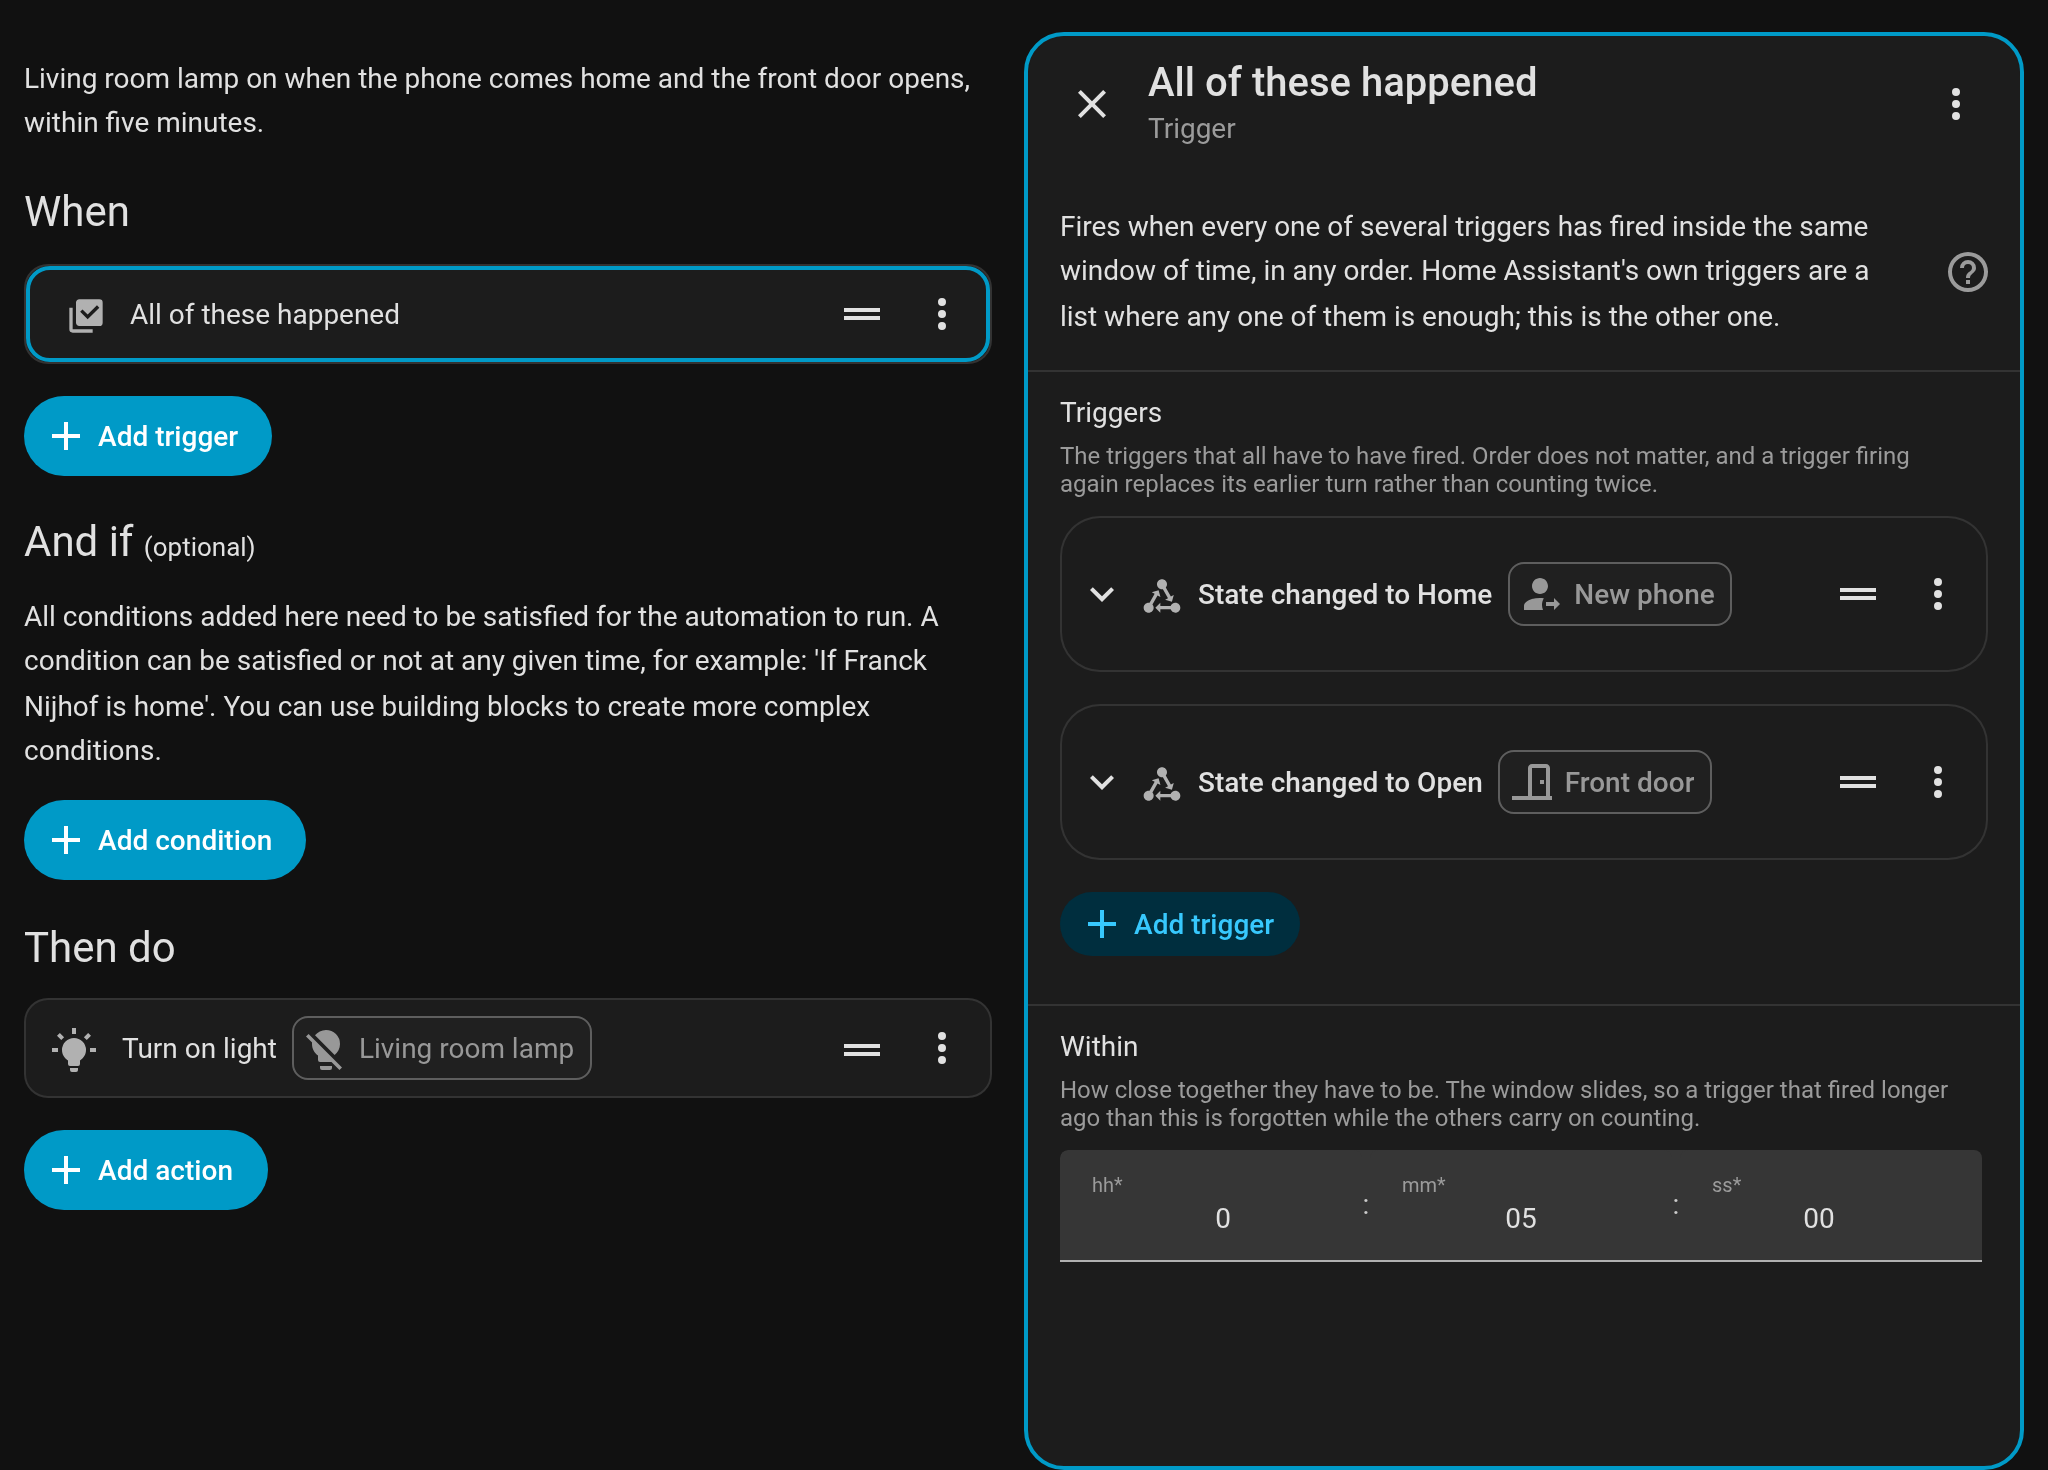 Living room lamp on when the phone comes home and the front door opens,
within five minutes.
When
All of these happened
Add trigger
And if (optional)
All conditions added here need to be satisfied for the automation to run. A
condition can be satisfied or not at any given time, for example: 'If Franck
Nijhof is home'. You can use building blocks to create more complex
conditions.
Add condition
Then do
Turn on light Living room lamp
Add action
All of these happened
Trigger
Fires when every one of several triggers has fired inside the same
window of time, in any order. Home Assistant's own triggers are a
list where any one of them is enough; this is the other one.
Triggers
The triggers that all have to have fired. Order does not matter, and a trigger firing
again replaces its earlier turn rather than counting twice.
State changed to Home New phone
State changed to Open Front door
Add trigger
Within
How close together they have to be. The window slides, so a trigger that fired longer
ago than this is forgotten while the others carry on counting.
hh* mm* ss*
0 : 05 : 00